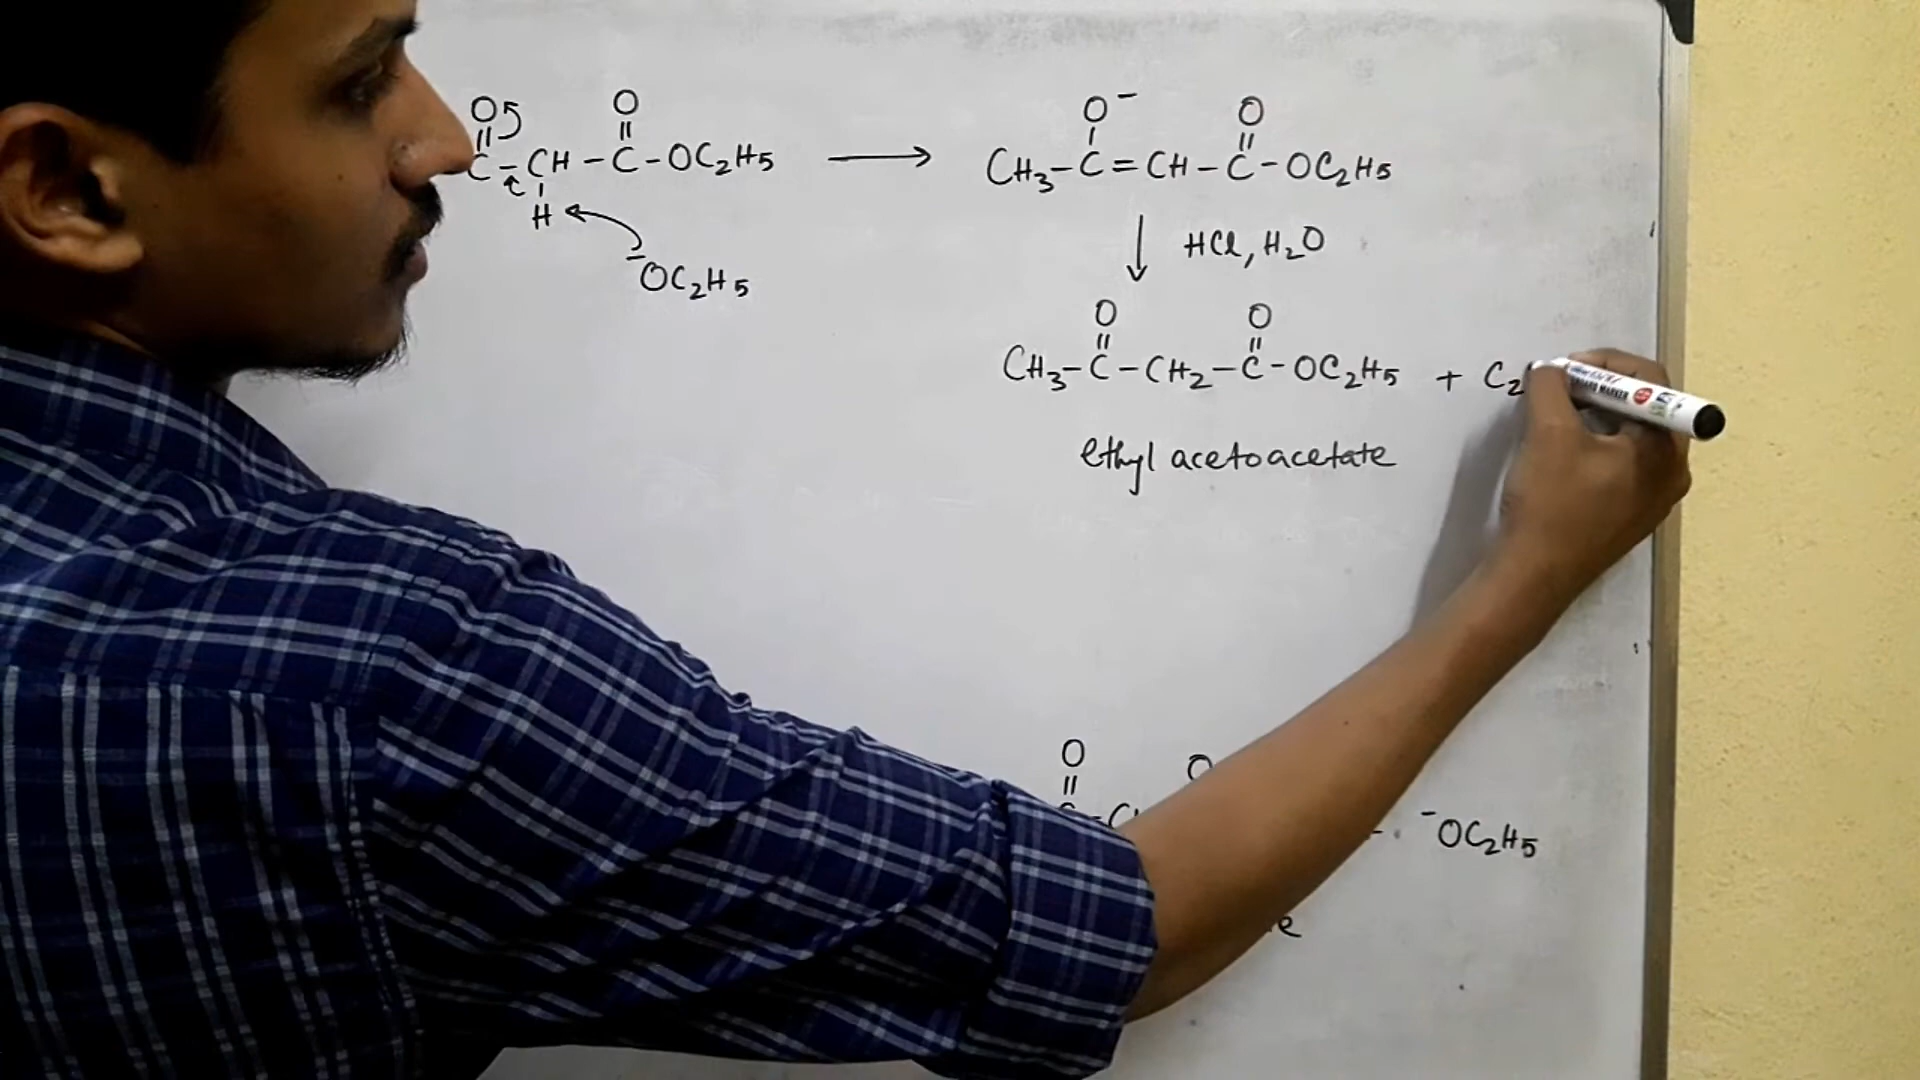 O O
C-CH-C-OC2H5 ⟶
H
-OC2H5
O- O
CH3-C=CH-C-OC2H5
↓ HCl, H2O
O O
CH3-C-CH2-C-OC2H5 + C2
ethyl acetoacetate
O O
-OC2H5
e